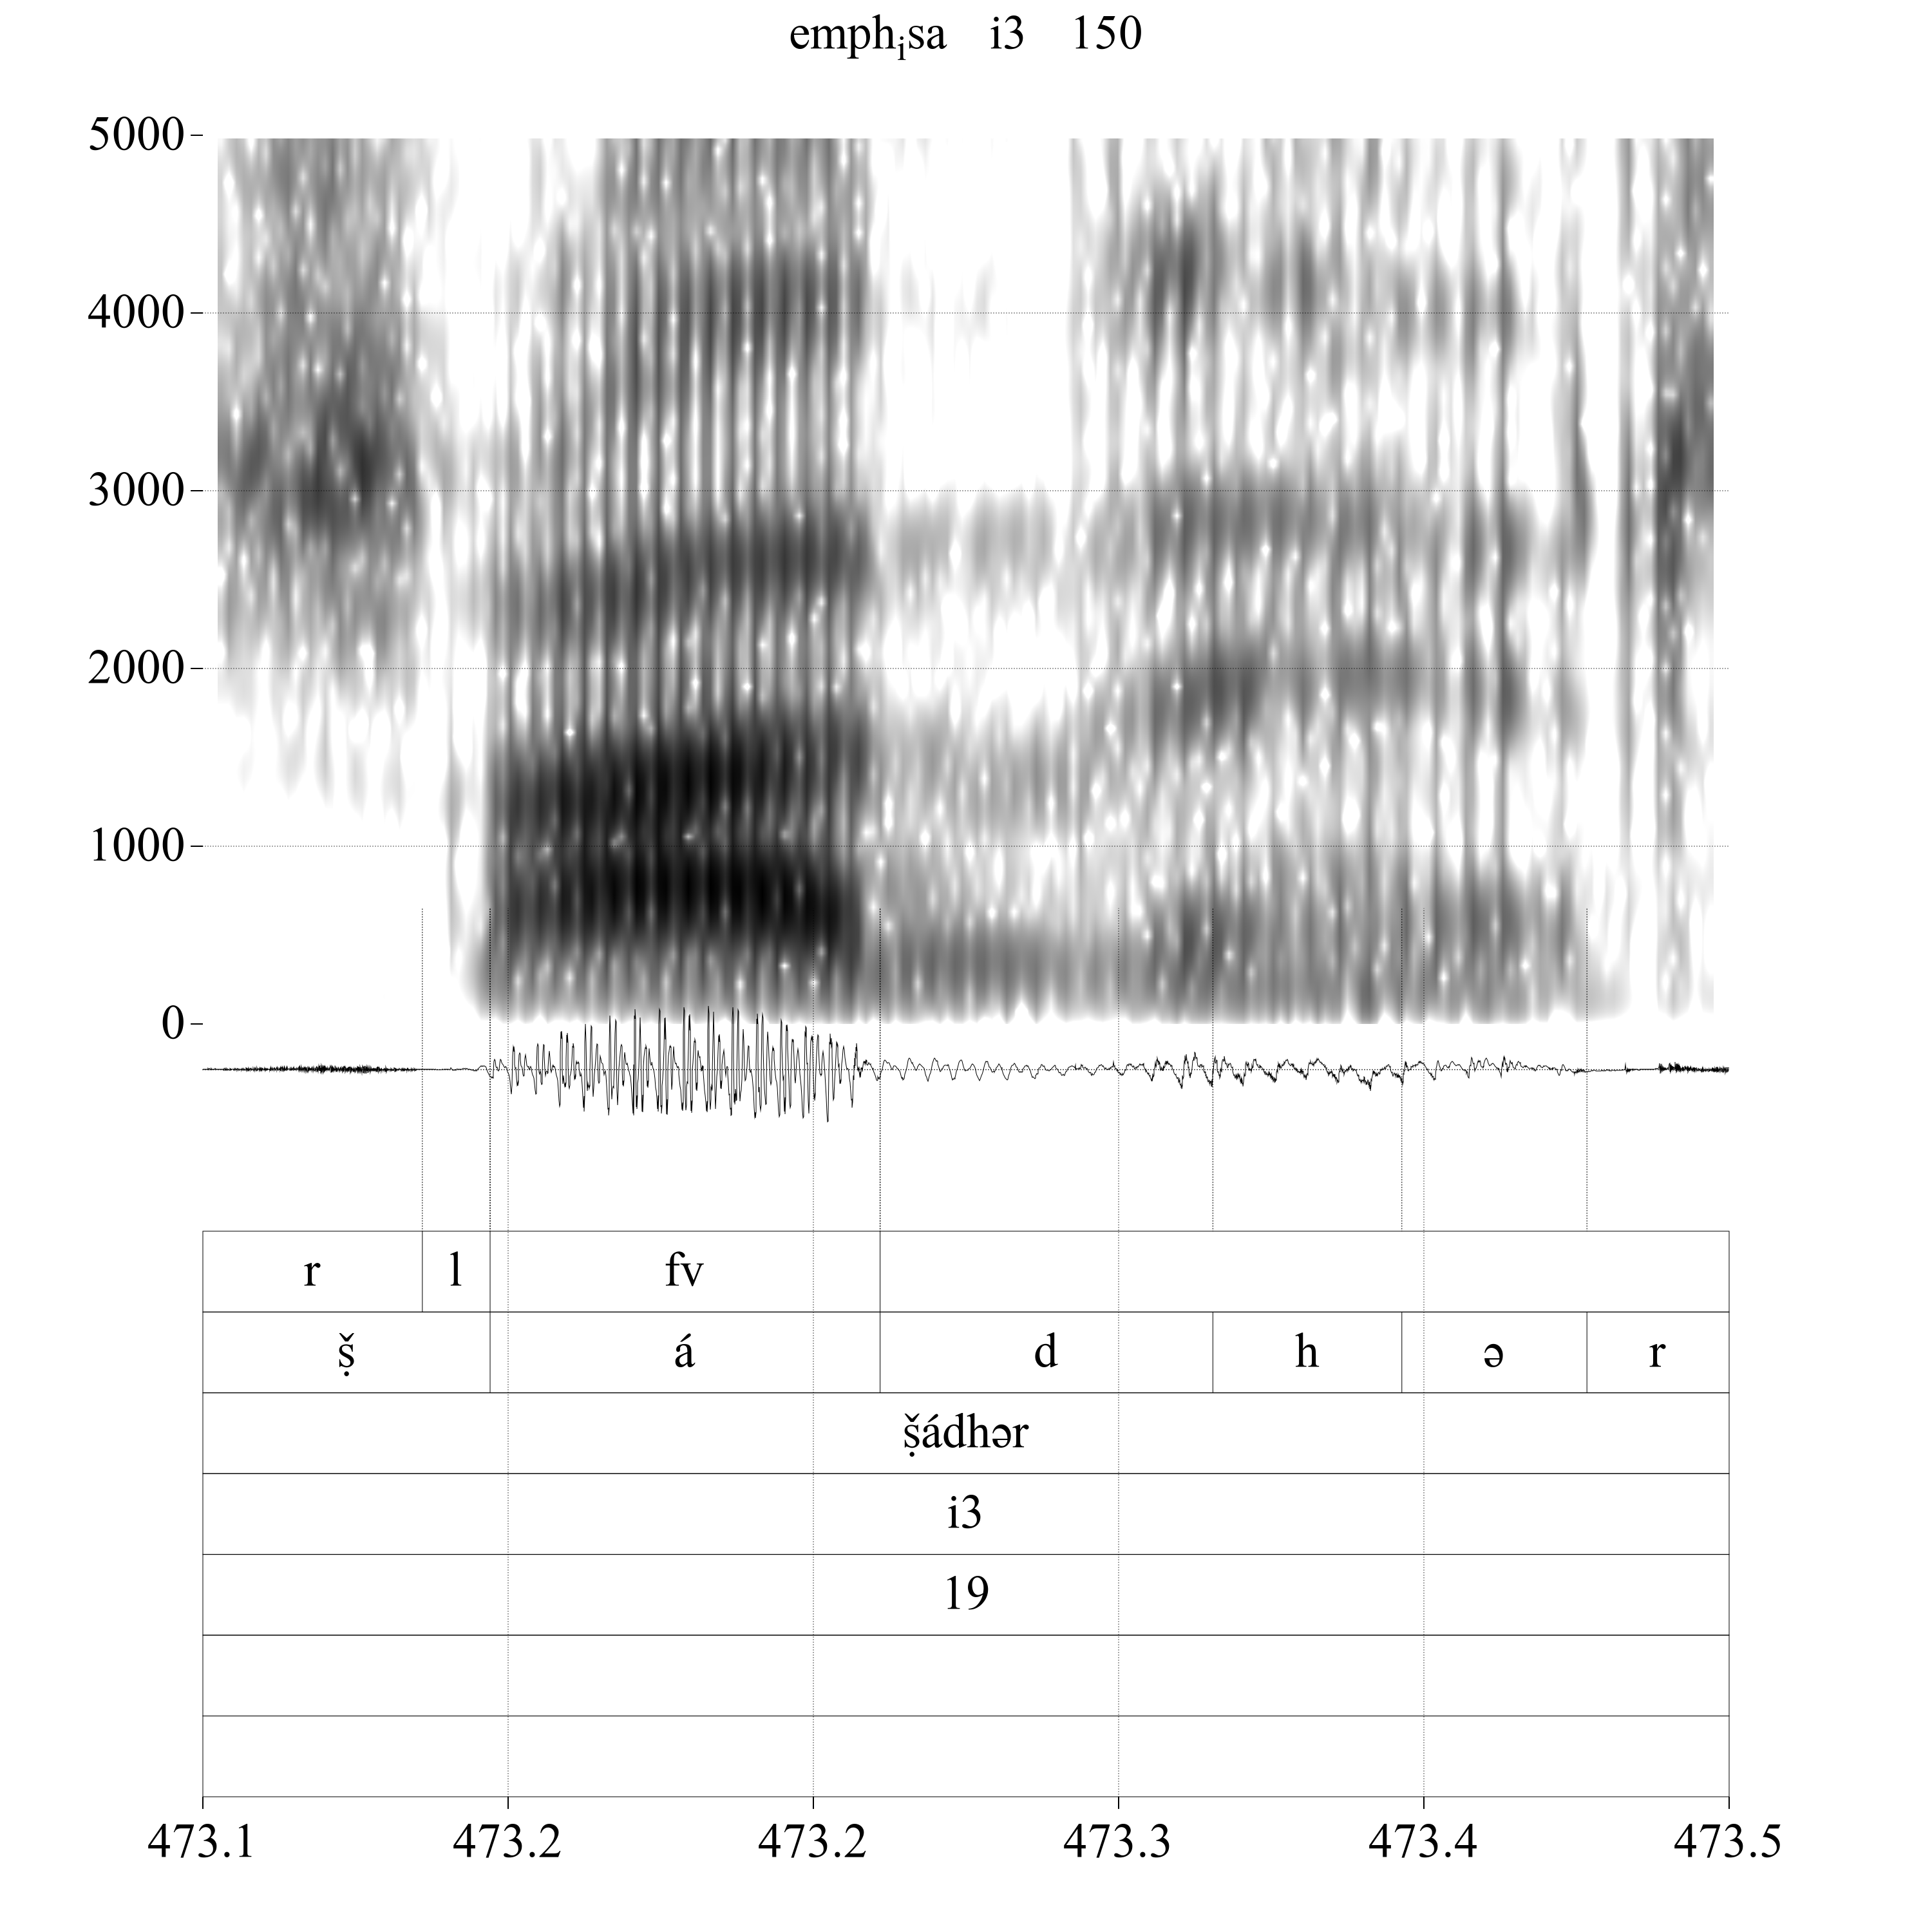 emphᵢsa i3 150
5000
4000
3000
2000
1000
0
r l fv
ṣ̌ á d h ə r
ṣ̌ádhər
i3
19
473.1 473.2 473.2 473.3 473.4 473.5